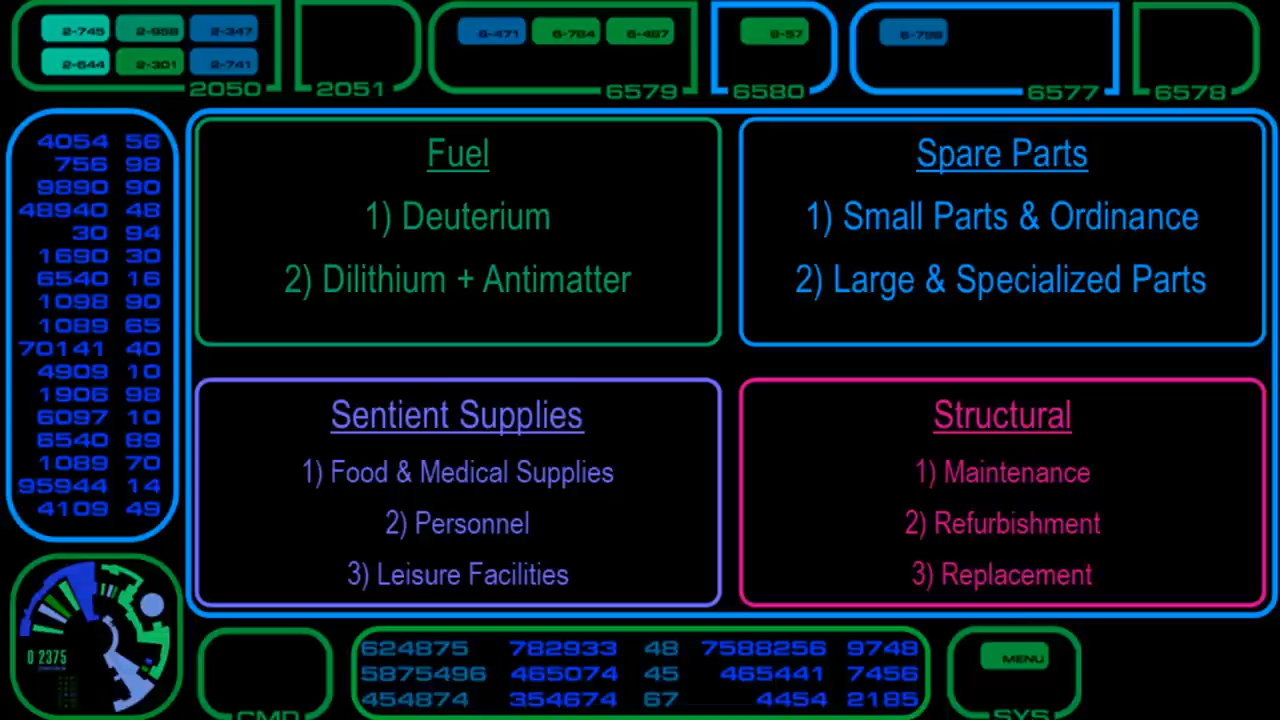 2-745 2-958 2-347
2-644 2-301 2-741
2050
2051
6-471 6-784 6-487
6579
9-57
6580
6-798
6577
6578
4054 56
756 98
9890 90
48940 48
30 94
1690 30
6540 16
1098 90
1089 65
70141 40
4909 10
1906 98
6097 10
6540 89
1089 70
95944 14
4109 49
Fuel
1) Deuterium
2) Dilithium + Antimatter
Spare Parts
1) Small Parts & Ordinance
2) Large & Specialized Parts
Sentient Supplies
1) Food & Medical Supplies
2) Personnel
3) Leisure Facilities
Structural
1) Maintenance
2) Refurbishment
3) Replacement
0 2375
CMD
624875 782933 48 7588256 9748
5875496 465074 45 465441 7456
454874 354674 67 4454 2185
MENU
SYS